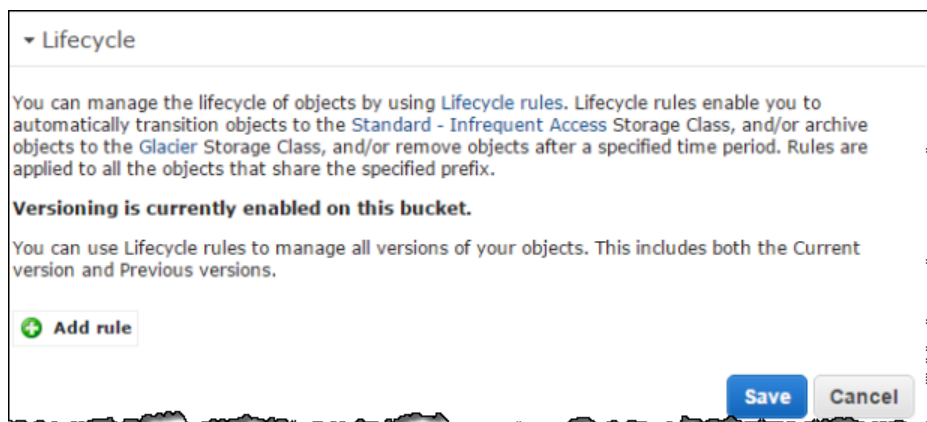 Lifecycle
You can manage the lifecycle of objects by using Lifecycle rules. Lifecycle rules enable you to
automatically transition objects to the Standard - Infrequent Access Storage Class, and/or archive
objects to the Glacier Storage Class, and/or remove objects after a specified time period. Rules are
applied to all the objects that share the specified prefix.
Versioning is currently enabled on this bucket.
You can use Lifecycle rules to manage all versions of your objects. This includes both the Current
version and Previous versions.
Add rule
Save Cancel